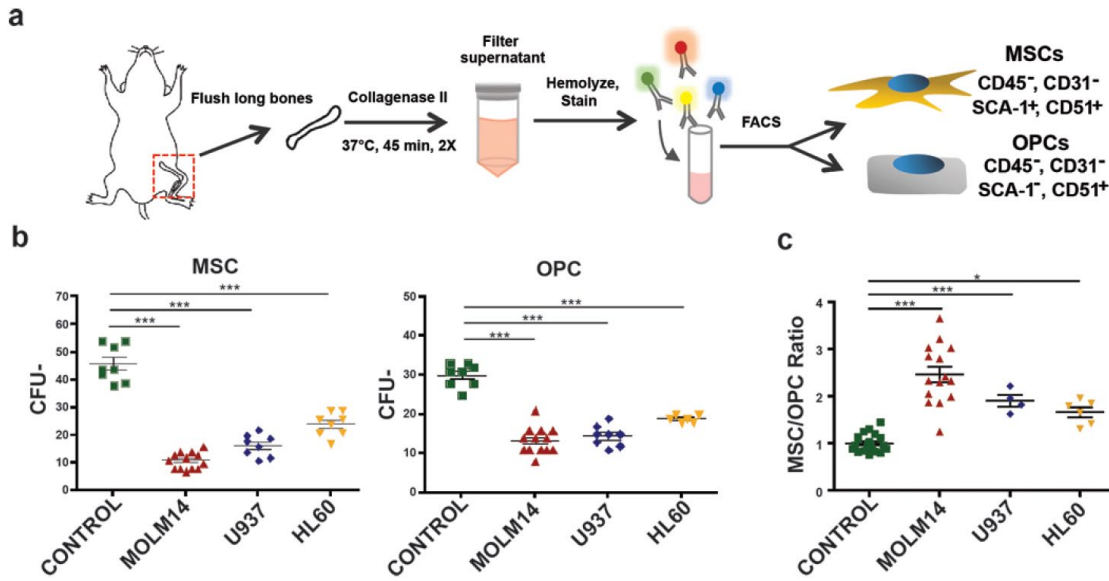 a
Flush long bones
Collagenase II
37°C, 45 min, 2X
Filter
supernatant
Hemolyze,
Stain
FACS
MSCs
CD45⁻, CD31⁻
SCA-1⁺, CD51⁺
OPCs
CD45⁻, CD31⁻
SCA-1⁻, CD51⁺
b
MSC
CFU-
70
60
50
40
30
20
10
0
***
***
***
CONTROL
MOLM14
U937
HL60
OPC
CFU-
50
40
30
20
10
0
***
***
***
CONTROL
MOLM14
U937
HL60
c
MSC/OPC Ratio
4
3
2
1
0
*
***
***
CONTROL
MOLM14
U937
HL60